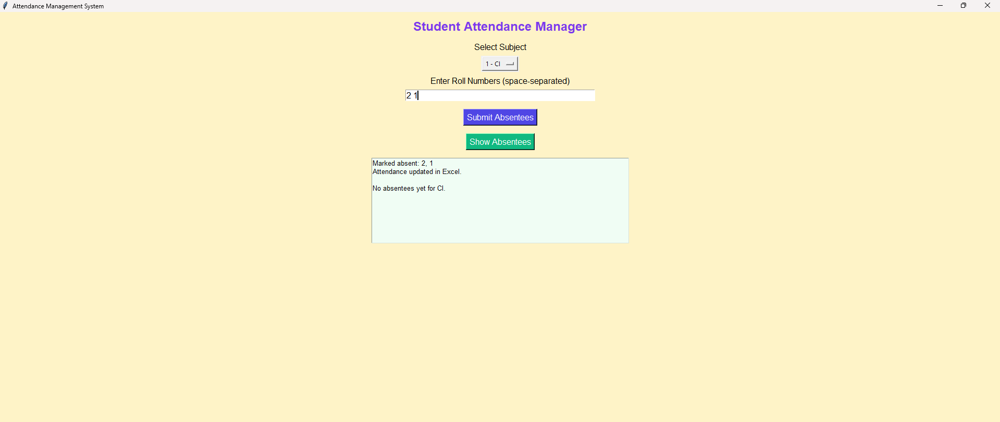 Attendance Management System
Student Attendance Manager
Select Subject
1 - CI
Enter Roll Numbers (space-separated)
2 1
Submit Absentees
Show Absentees
Marked absent: 2, 1
Attendance updated in Excel.
No absentees yet for CI.